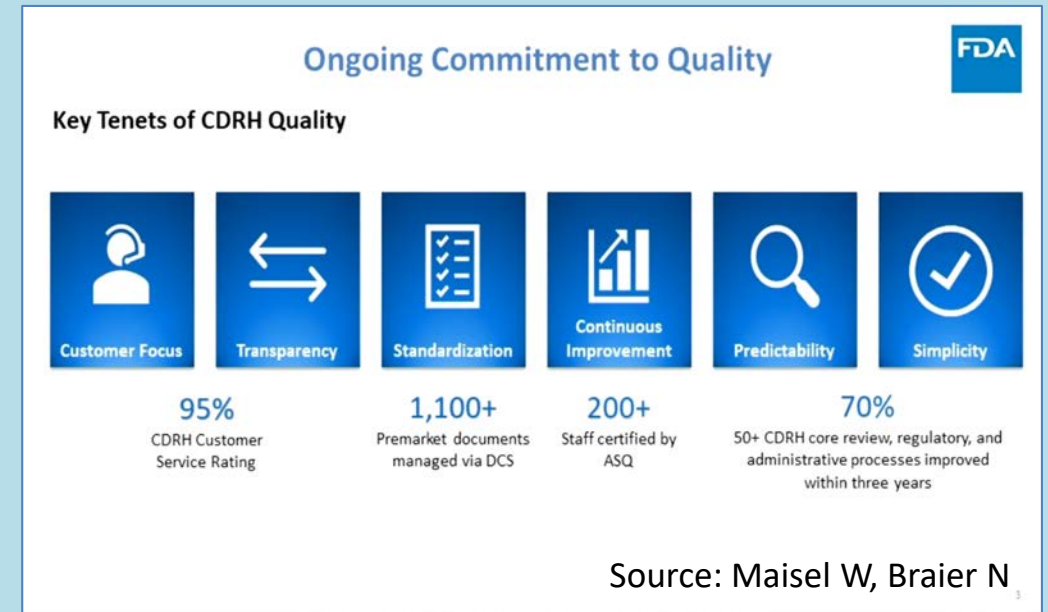 Ongoing Commitment to Quality
FDA
Key Tenets of CDRH Quality
Customer Focus
Transparency
Standardization
Continuous
Improvement
Predictability
Simplicity
95%
CDRH Customer
Service Rating
1,100+
Premarket documents
managed via DCS
200+
Staff certified by
ASQ
70%
50+ CDRH core review, regulatory, and
administrative processes improved
within three years
Source: Maisel W, Braier N
3